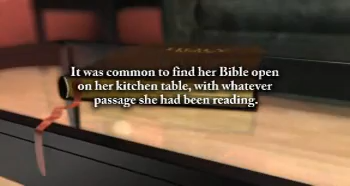 It was common to find her Bible open
on her kitchen table, with whatever
passage she had been reading.